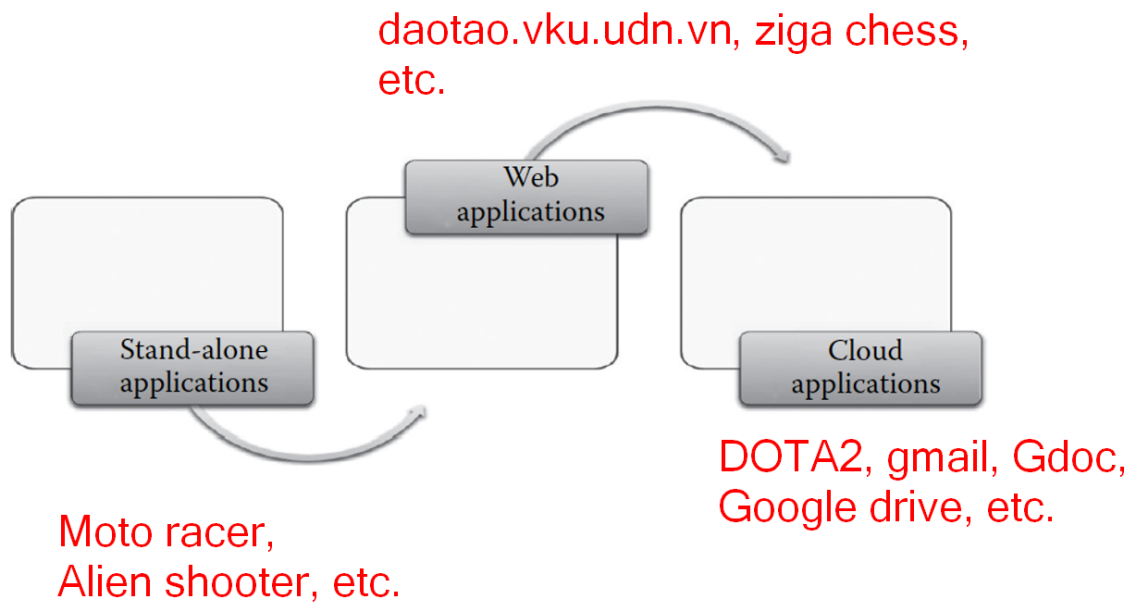 daotao.vku.udn.vn, ziga chess,
etc.
Web
applications
Stand-alone
applications
Cloud
applications
DOTA2, gmail, Gdoc,
Google drive, etc.
Moto racer,
Alien shooter, etc.